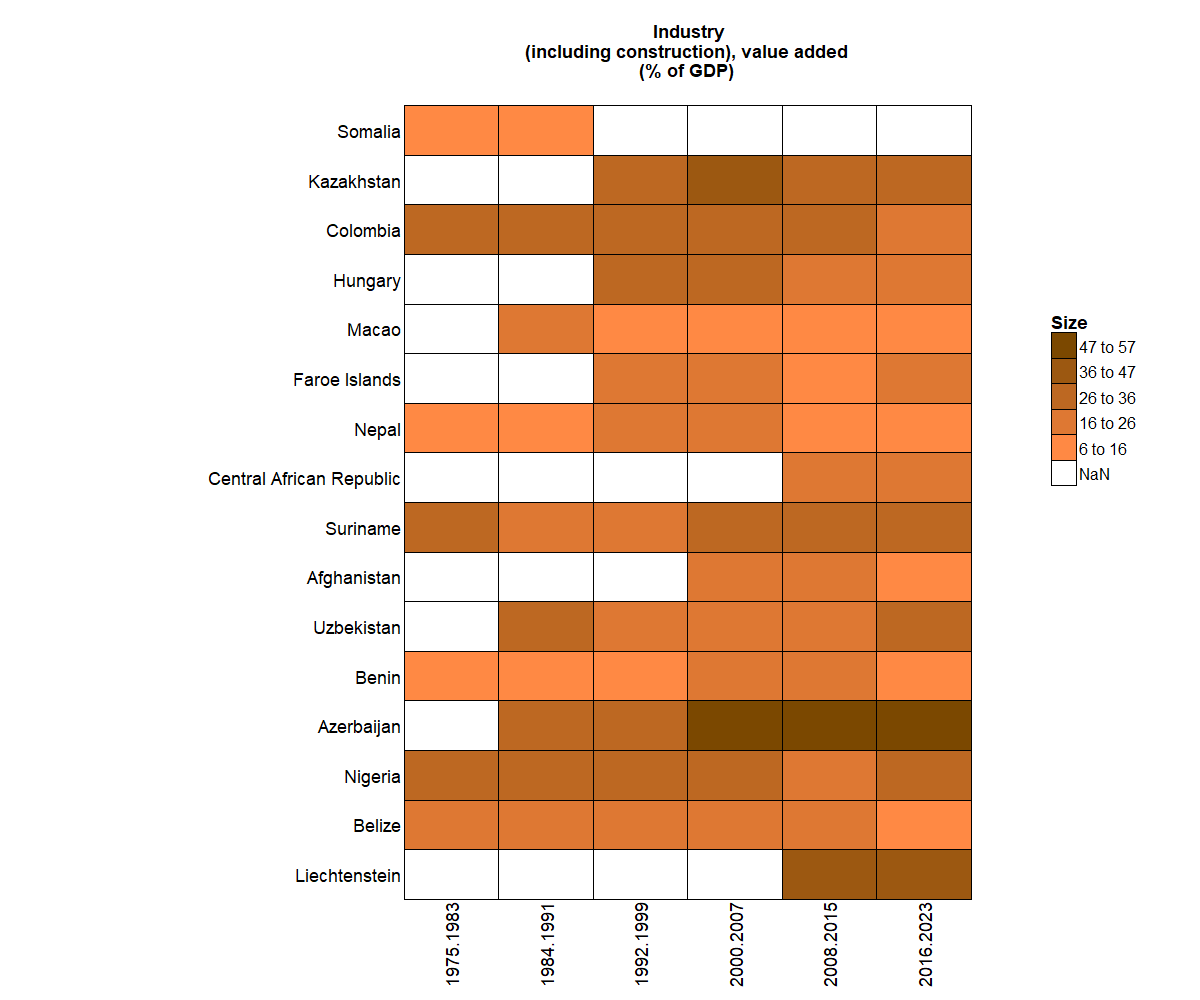 Industry
(including construction), value added
(% of GDP)
Somalia
Kazakhstan
Colombia
Hungary
Macao
Faroe Islands
Nepal
Central African Republic
Suriname
Afghanistan
Uzbekistan
Benin
Azerbaijan
Nigeria
Belize
Liechtenstein
1975.1983
1984.1991
1992.1999
2000.2007
2008.2015
2016.2023
Size
47 to 57
36 to 47
26 to 36
16 to 26
6 to 16
NaN